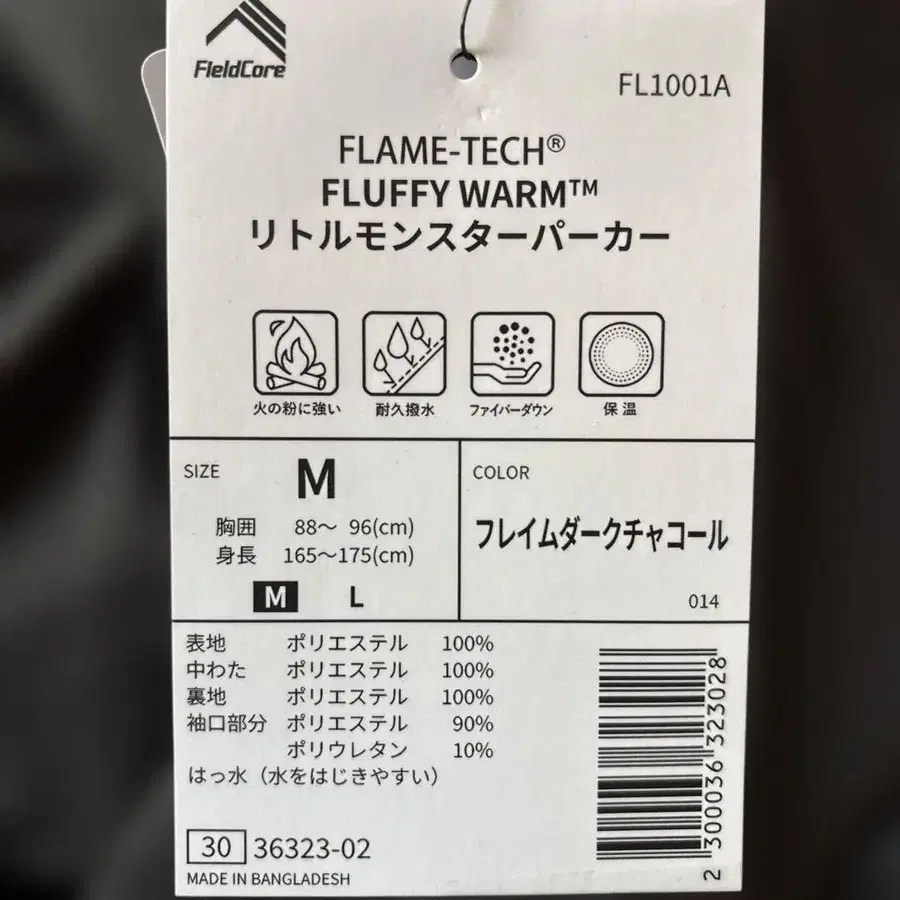 FieldCore
FL1001A
FLAME-TECH®
FLUFFY WARM™
リトルモンスターパーカー
火の粉に強い 耐久撥水 ファイバーダウン 保温
SIZE M
胸囲 88～ 96(cm)
身長 165～175(cm)
M L
COLOR
フレイムダークチャコール
014
表地 ポリエステル 100%
中わた ポリエステル 100%
裏地 ポリエステル 100%
袖口部分 ポリエステル 90%
ポリウレタン 10%
はっ水（水をはじきやすい）
30 36323-02
MADE IN BANGLADESH
2 300036 323028